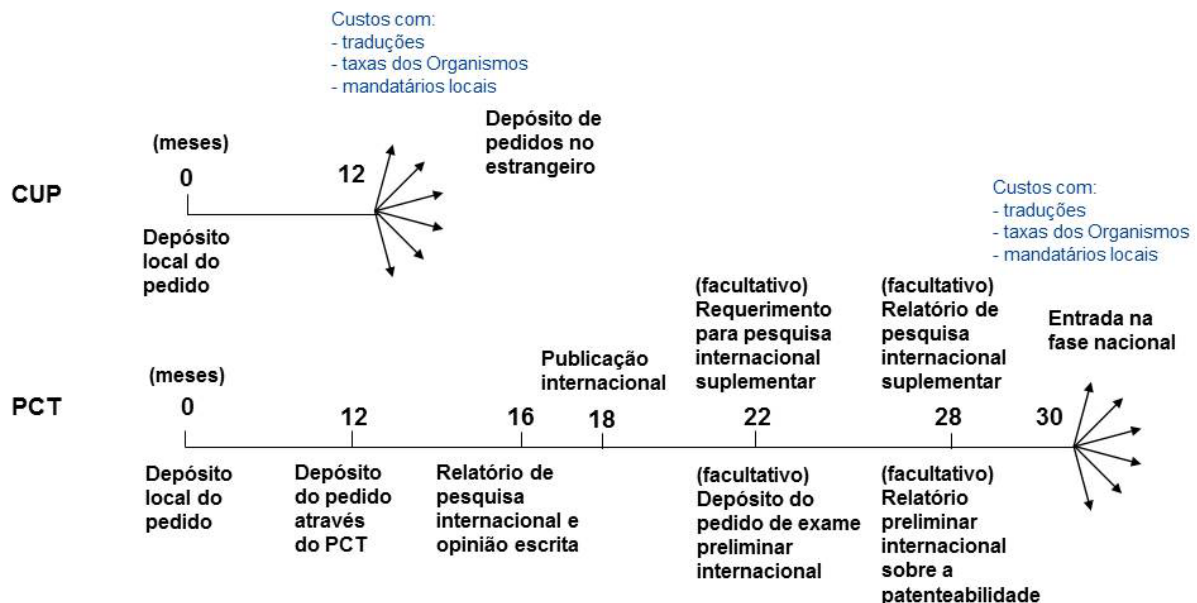 Custos com:
- traduções
- taxas dos Organismos
- mandatários locais
CUP
(meses)
0
12
Depósito de
pedidos no
estrangeiro
Depósito
local do
pedido
Custos com:
- traduções
- taxas dos Organismos
- mandatários locais
PCT
(meses)
0
12
16
Publicação
internacional
18
(facultativo)
Requerimento
para pesquisa
internacional
suplementar
22
(facultativo)
Relatório de
pesquisa
internacional
suplementar
28
30
Entrada na
fase nacional
Depósito
local do
pedido
Depósito
do pedido
através
do PCT
Relatório de
pesquisa
internacional e
opinião escrita
(facultativo)
Depósito do
pedido de exame
preliminar
internacional
(facultativo)
Relatório
preliminar
internacional
sobre a
patenteabilidade